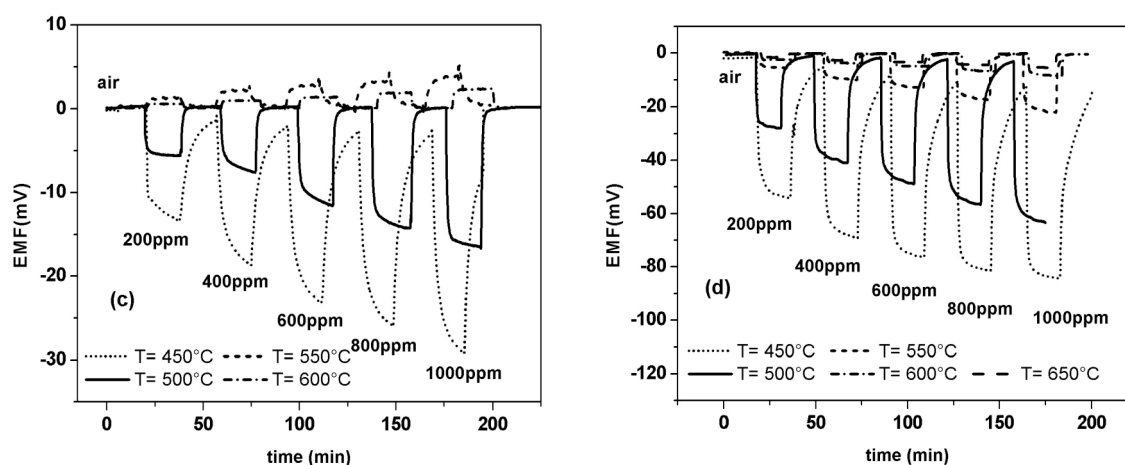 10
0
-10
-20
-30
EMF(mV)
air
200ppm
400ppm
600ppm
800ppm
1000ppm
(c)
T= 450°C T= 550°C
T= 500°C T= 600°C
0 50 100 150 200
time (min)
0
-20
-40
-60
-80
-100
-120
EMF(mV)
air
200ppm
400ppm
600ppm
800ppm
1000ppm
(d)
T= 450°C T= 550°C
T= 500°C T= 600°C T= 650°C
0 50 100 150 200
time (min)